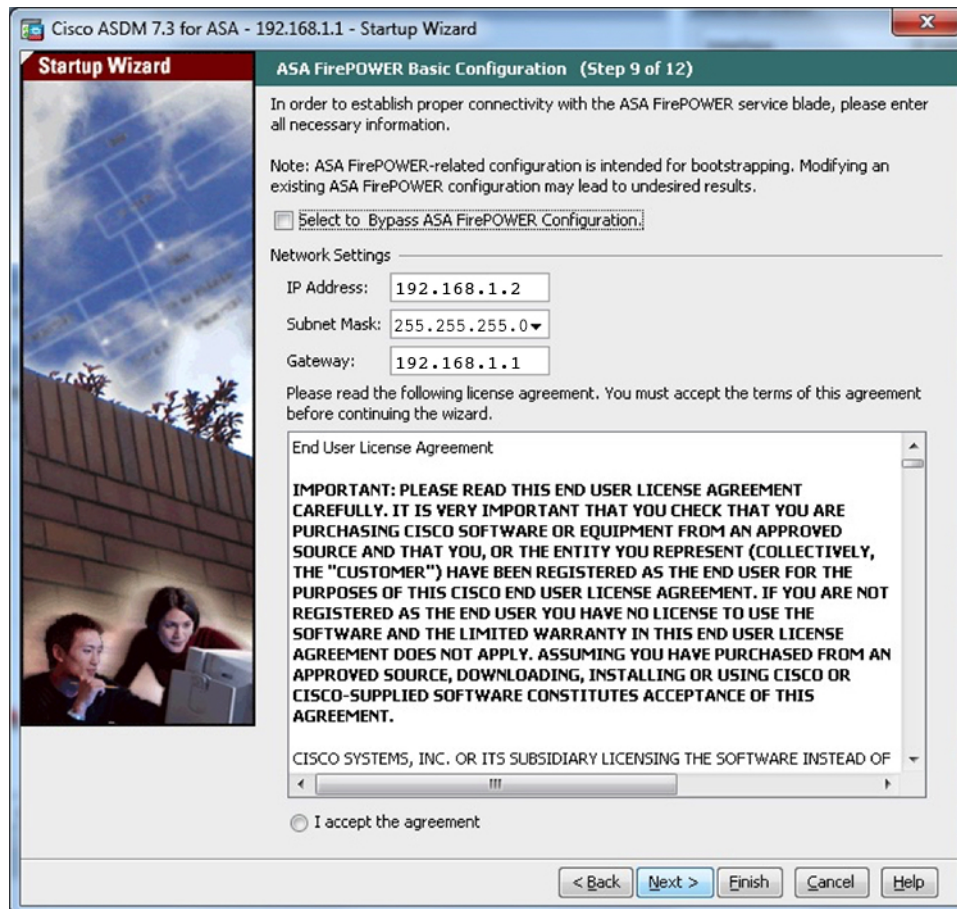 Cisco ASDM 7.3 for ASA - 192.168.1.1 - Startup Wizard
Startup Wizard
ASA FirePOWER Basic Configuration (Step 9 of 12)
In order to establish proper connectivity with the ASA FirePOWER service blade, please enter
all necessary information.
Note: ASA FirePOWER-related configuration is intended for bootstrapping. Modifying an
existing ASA FirePOWER configuration may lead to undesired results.
Select to Bypass ASA FirePOWER Configuration.
Network Settings
IP Address: 192.168.1.2
Subnet Mask: 255.255.255.0
Gateway: 192.168.1.1
Please read the following license agreement. You must accept the terms of this agreement
before continuing the wizard.
End User License Agreement
IMPORTANT: PLEASE READ THIS END USER LICENSE AGREEMENT
CAREFULLY. IT IS VERY IMPORTANT THAT YOU CHECK THAT YOU ARE
PURCHASING CISCO SOFTWARE OR EQUIPMENT FROM AN APPROVED
SOURCE AND THAT YOU, OR THE ENTITY YOU REPRESENT (COLLECTIVELY,
THE "CUSTOMER") HAVE BEEN REGISTERED AS THE END USER FOR THE
PURPOSES OF THIS CISCO END USER LICENSE AGREEMENT. IF YOU ARE NOT
REGISTERED AS THE END USER YOU HAVE NO LICENSE TO USE THE
SOFTWARE AND THE LIMITED WARRANTY IN THIS END USER LICENSE
AGREEMENT DOES NOT APPLY. ASSUMING YOU HAVE PURCHASED FROM AN
APPROVED SOURCE, DOWNLOADING, INSTALLING OR USING CISCO OR
CISCO-SUPPLIED SOFTWARE CONSTITUTES ACCEPTANCE OF THIS
AGREEMENT.
CISCO SYSTEMS, INC. OR ITS SUBSIDIARY LICENSING THE SOFTWARE INSTEAD OF
I accept the agreement
< Back Next > Finish Cancel Help